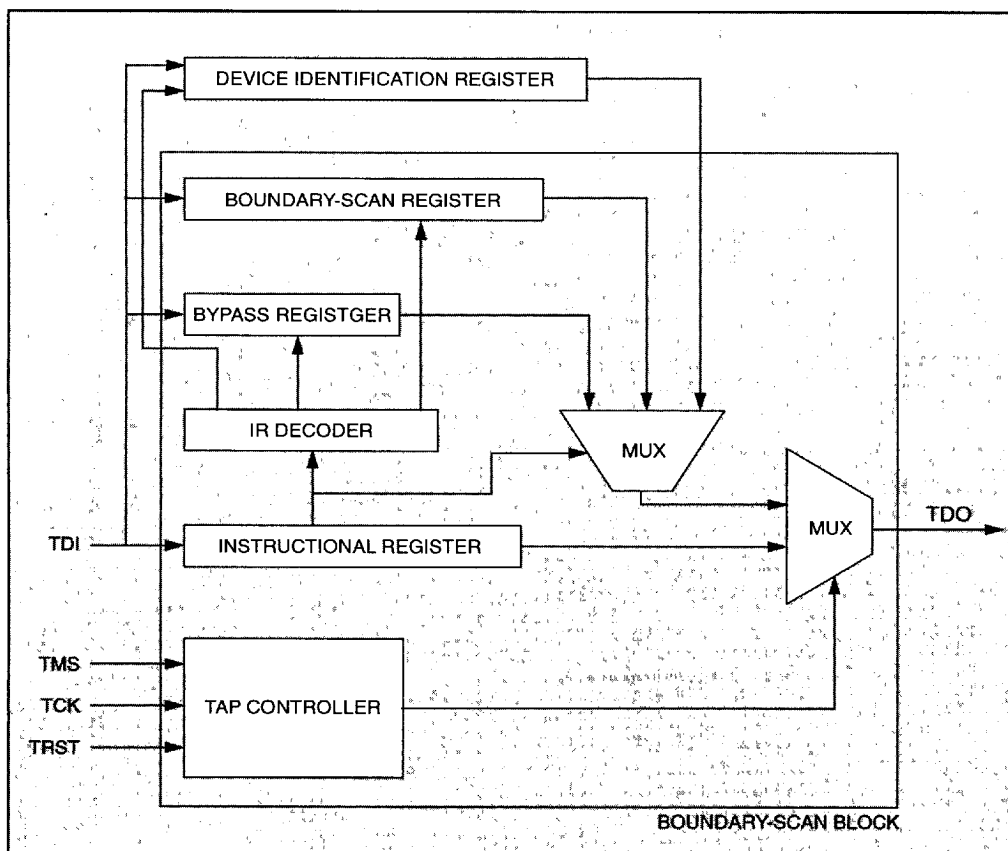 DEVICE IDENTIFICATION REGISTER
BOUNDARY-SCAN REGISTER
BYPASS REGISTGER
IR DECODER
MUX
MUX
TDO
TDI
INSTRUCTIONAL REGISTER
TMS
TCK
TRST
TAP CONTROLLER
BOUNDARY-SCAN BLOCK